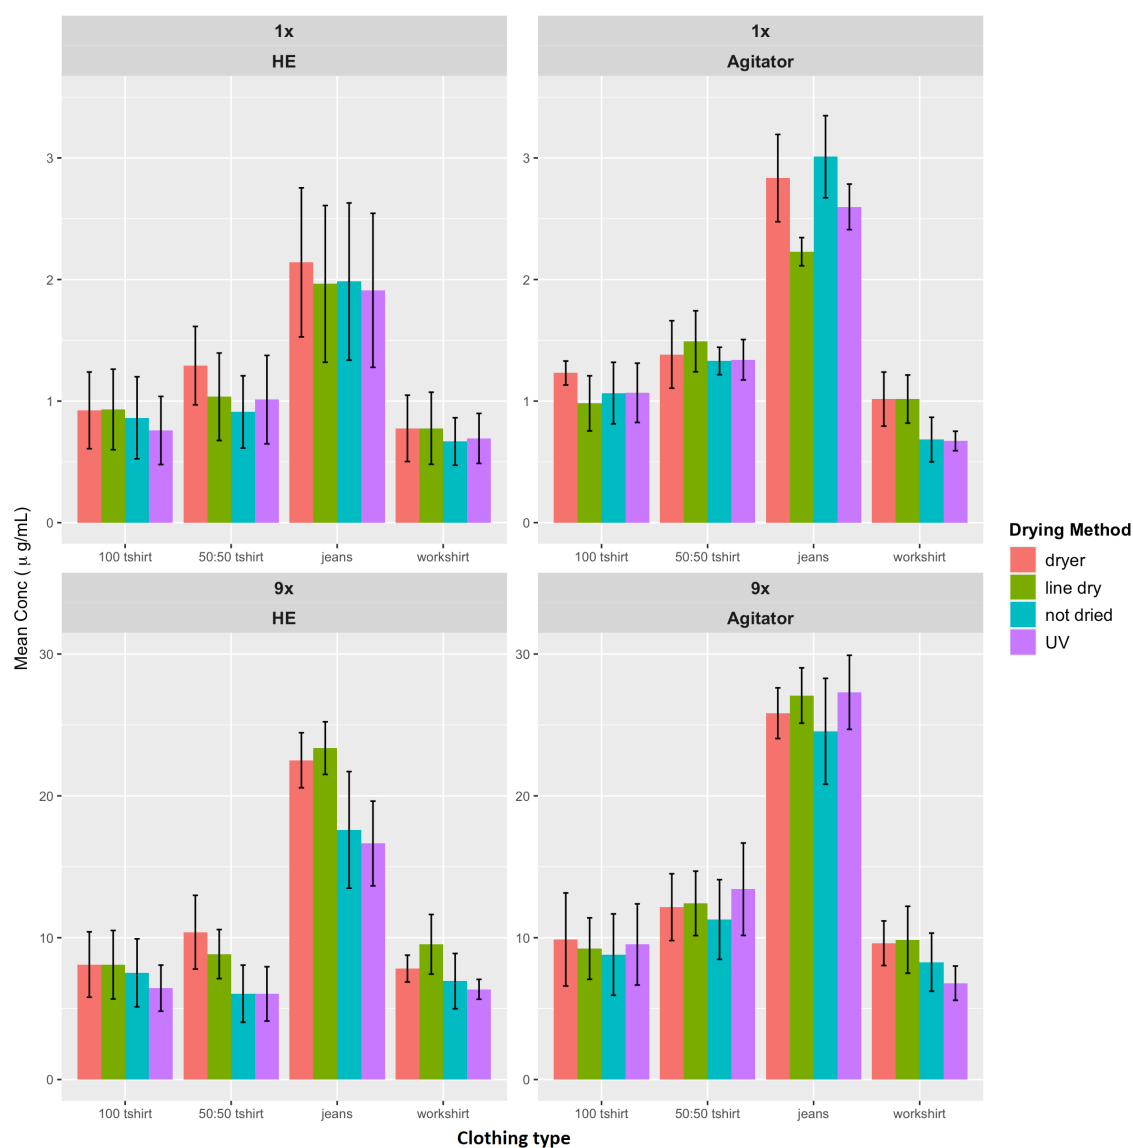 1x
1x
HE
Agitator
3
2
1
0
3
2
1
0
100 tshirt
50:50 tshirt
jeans
workshirt
100 tshirt
50:50 tshirt
jeans
workshirt
Mean Conc ( μ g/mL)
Drying Method
dryer
line dry
not dried
UV
9x
9x
HE
Agitator
30
20
10
0
30
20
10
0
100 tshirt
50:50 tshirt
jeans
workshirt
100 tshirt
50:50 tshirt
jeans
workshirt
Clothing type